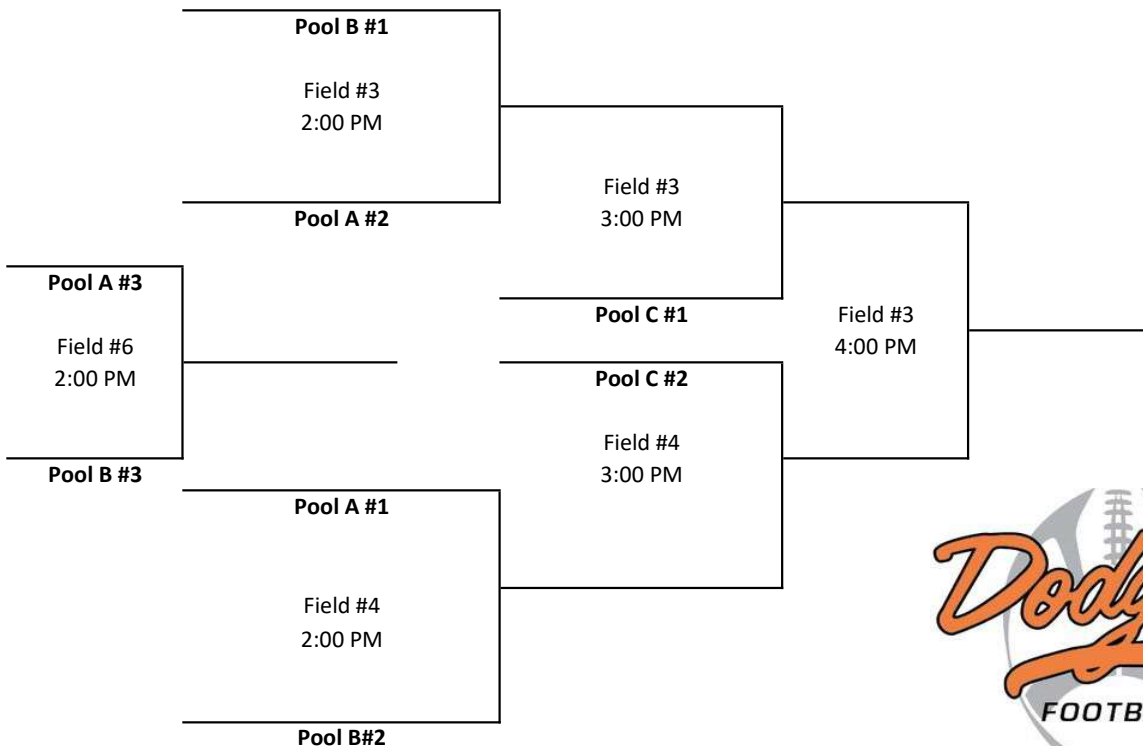 Pool B #1
Field #3
2:00 PM
Pool A #2
Field #3
3:00 PM
Pool A #3
Pool C #1
Field #3
4:00 PM
Field #6
2:00 PM
Pool C #2
Field #4
3:00 PM
Pool B #3
Pool A #1
Field #4
2:00 PM
Pool B#2